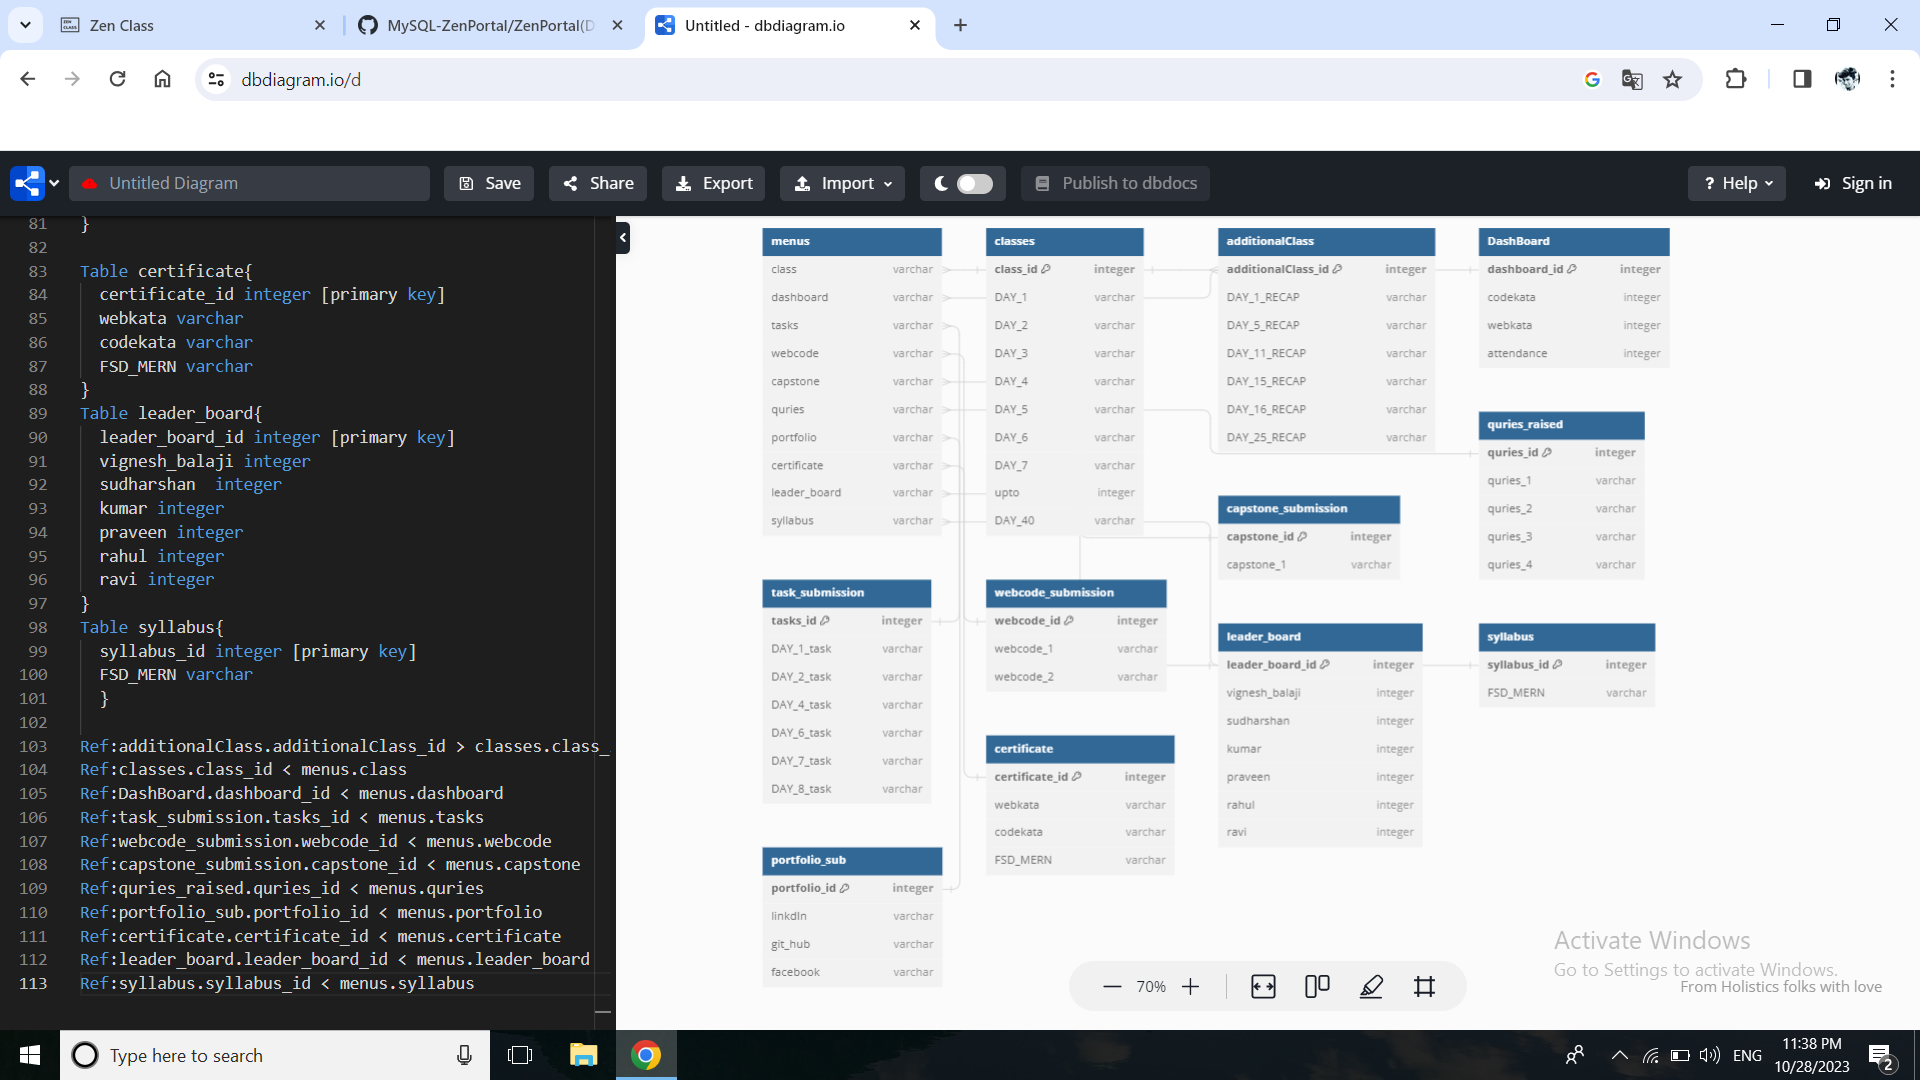 Zen Class
MySQL-ZenPortal/ZenPortal(D
Untitled - dbdiagram.io
dbdiagram.io/d
Untitled Diagram
Save
Share
Export
Import
Publish to dbdocs
? Help
Sign in
81 }
82
83 Table certificate{
84 certificate_id integer [primary key]
85 webkata varchar
86 codekata varchar
87 FSD_MERN varchar
88 }
89 Table leader_board{
90 leader_board_id integer [primary key]
91 vignesh_balaji integer
92 sudharshan  integer
93 kumar integer
94 praveen integer
95 rahul integer
96 ravi integer
97 }
98 Table syllabus{
99 syllabus_id integer [primary key]
100 FSD_MERN varchar
101 }
102
103 Ref:additionalClass.additionalClass_id > classes.class_
104 Ref:classes.class_id < menus.class
105 Ref:DashBoard.dashboard_id < menus.dashboard
106 Ref:task_submission.tasks_id < menus.tasks
107 Ref:webcode_submission.webcode_id < menus.webcode
108 Ref:capstone_submission.capstone_id < menus.capstone
109 Ref:quries_raised.quries_id < menus.quries
110 Ref:portfolio_sub.portfolio_id < menus.portfolio
111 Ref:certificate.certificate_id < menus.certificate
112 Ref:leader_board.leader_board_id < menus.leader_board
113 Ref:syllabus.syllabus_id < menus.syllabus
menus
class varchar
dashboard varchar
tasks varchar
webcode varchar
capstone varchar
quries varchar
portfolio varchar
certificate varchar
leader_board varchar
syllabus varchar
classes
class_id integer
DAY_1 varchar
DAY_2 varchar
DAY_3 varchar
DAY_4 varchar
DAY_5 varchar
DAY_6 varchar
DAY_7 varchar
upto integer
DAY_40 varchar
additionalClass
additionalClass_id integer
DAY_1_RECAP varchar
DAY_5_RECAP varchar
DAY_11_RECAP varchar
DAY_15_RECAP varchar
DAY_16_RECAP varchar
DAY_25_RECAP varchar
DashBoard
dashboard_id integer
codekata integer
webkata integer
attendance integer
quries_raised
quries_id integer
quries_1 varchar
quries_2 varchar
quries_3 varchar
quries_4 varchar
capstone_submission
capstone_id integer
capstone_1 varchar
task_submission
tasks_id integer
DAY_1_task varchar
DAY_2_task varchar
DAY_4_task varchar
DAY_6_task varchar
DAY_7_task varchar
DAY_8_task varchar
webcode_submission
webcode_id integer
webcode_1 varchar
webcode_2 varchar
leader_board
leader_board_id integer
vignesh_balaji integer
sudharshan integer
kumar integer
praveen integer
rahul integer
ravi integer
syllabus
syllabus_id integer
FSD_MERN varchar
certificate
certificate_id integer
webkata varchar
codekata varchar
FSD_MERN varchar
portfolio_sub
portfolio_id integer
linkdIn varchar
git_hub varchar
facebook varchar
70%
Activate Windows
Go to Settings to activate Windows.
From Holistics folks with love
Type here to search
ENG
11:38 PM
10/28/2023
2